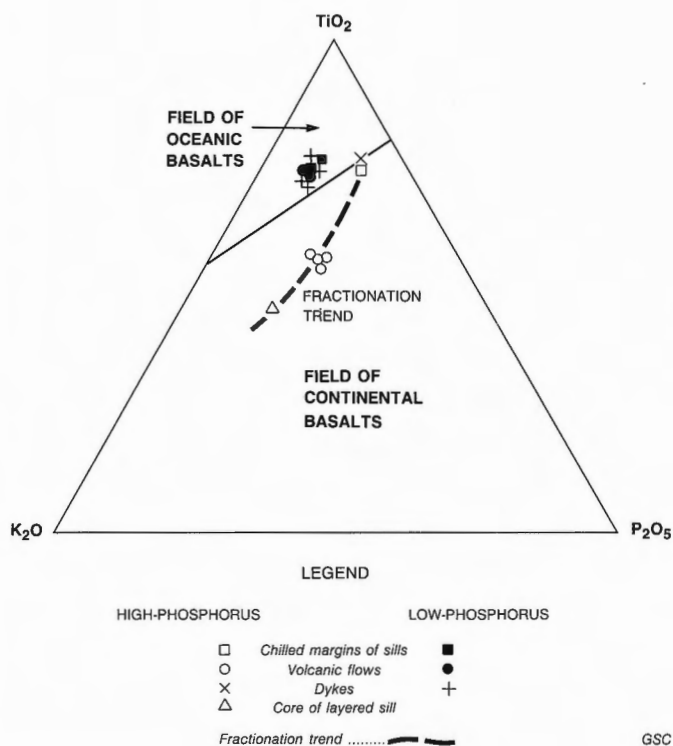 TiO₂
FIELD OF
OCEANIC
BASALTS
FRACTIONATION
TREND
FIELD OF
CONTINENTAL
BASALTS
K₂O
P₂O₅
LEGEND
HIGH-PHOSPHORUS LOW-PHOSPHORUS
Chilled margins of sills
Volcanic flows
Dykes
Core of layered sill
Fractionation trend ..........
GSC